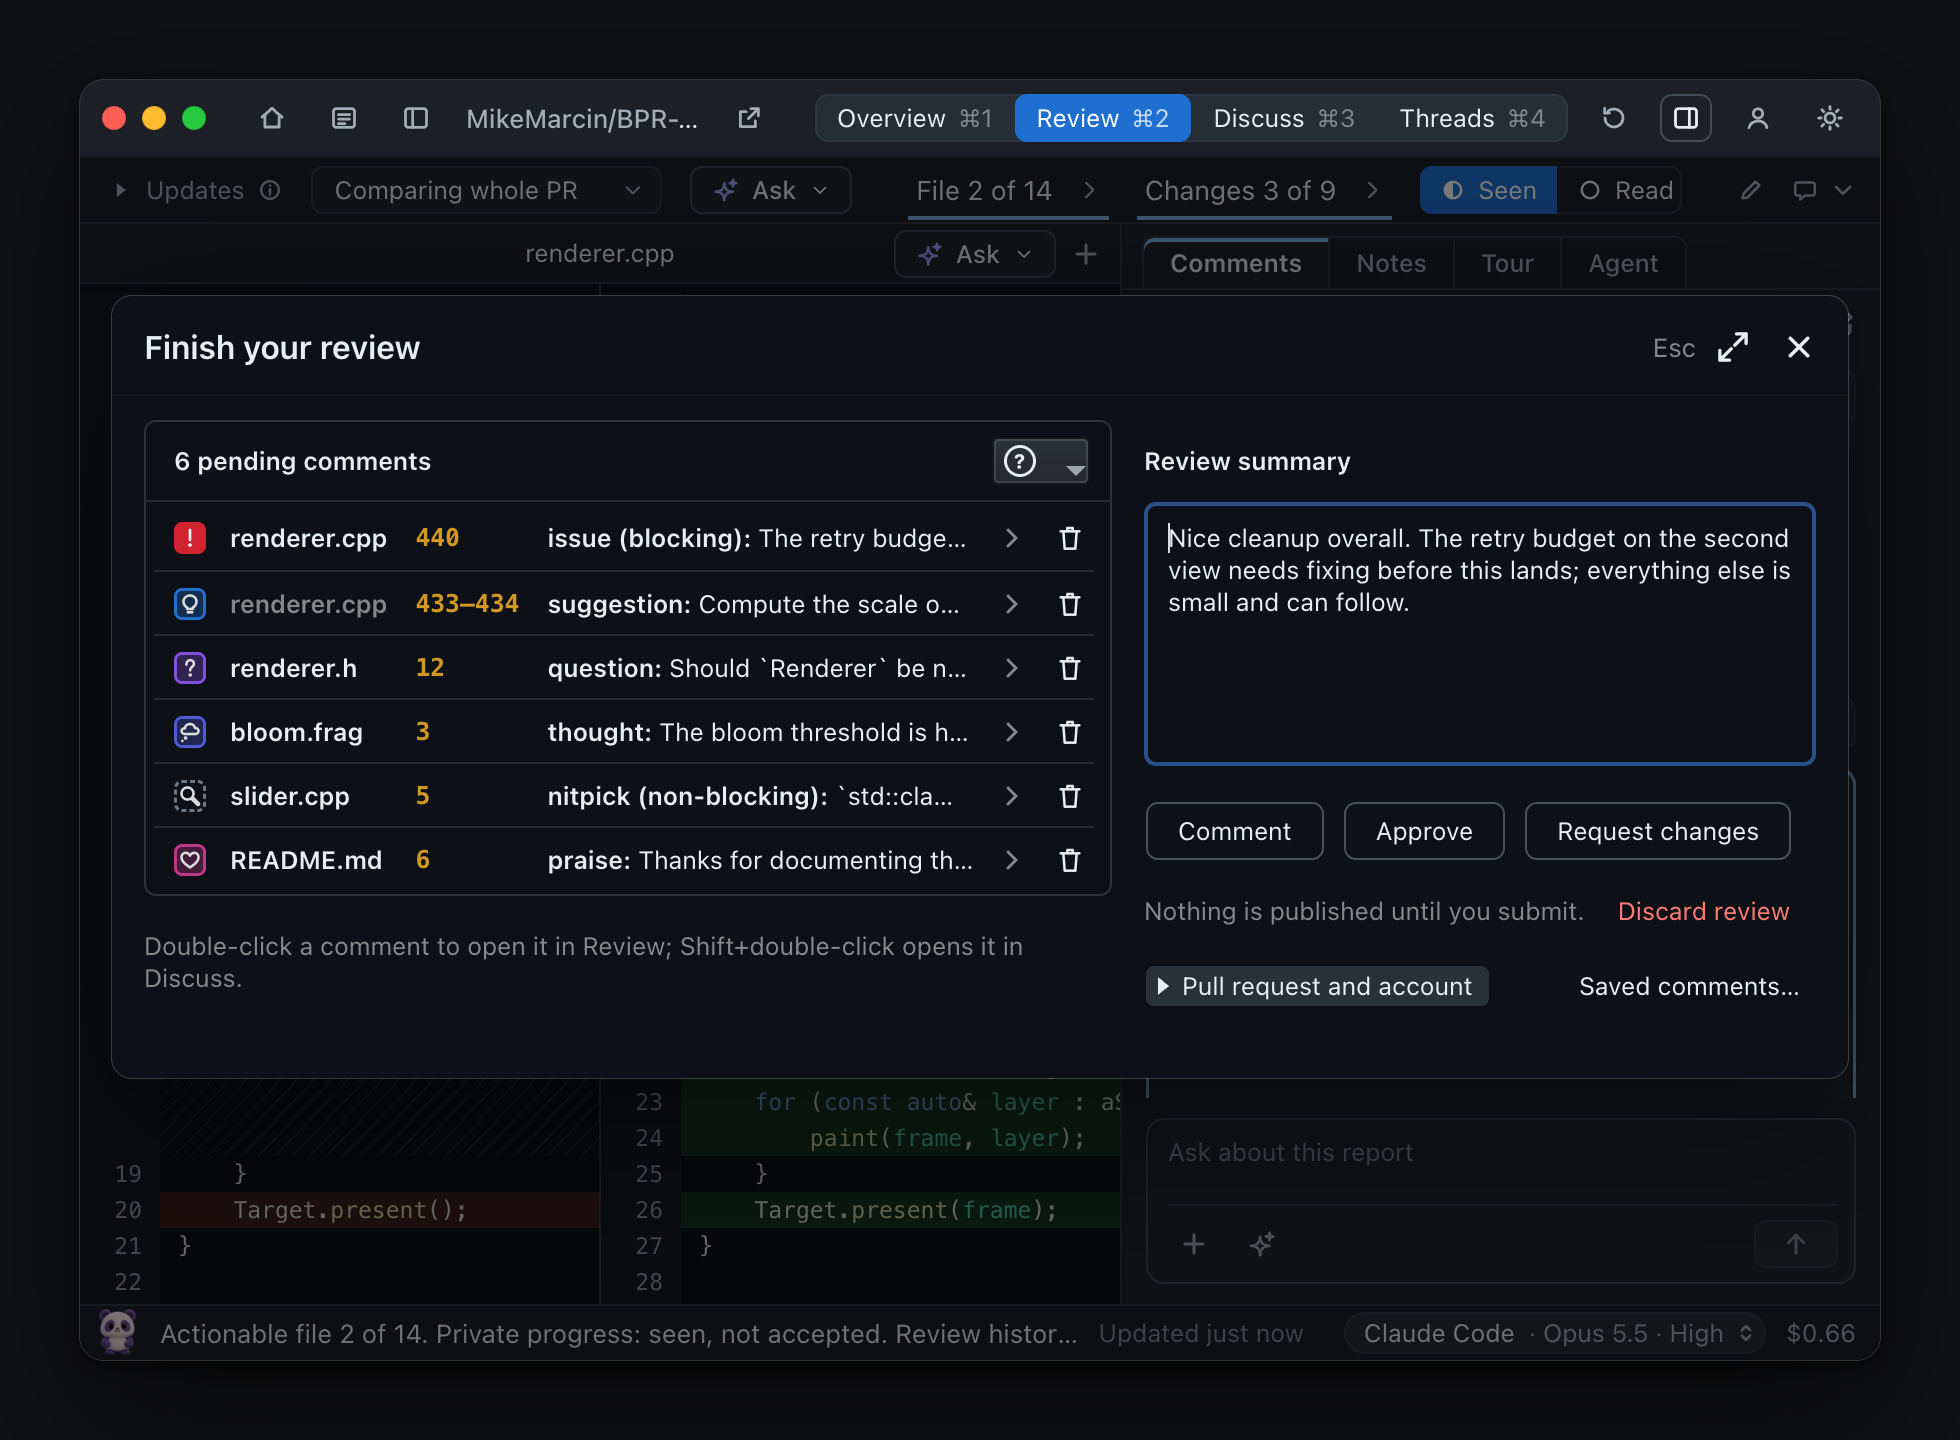 MikeMarcin/BPR-...
Overview ⌘1
Review ⌘2
Discuss ⌘3
Threads ⌘4
Updates
Comparing whole PR
Ask
File 2 of 14
Changes 3 of 9
Seen
Read
renderer.cpp
Ask
Comments
Notes
Tour
Agent
Finish your review
Esc
6 pending comments
renderer.cpp 440 issue (blocking): The retry budge...
renderer.cpp 433–434 suggestion: Compute the scale o...
renderer.h 12 question: Should `Renderer` be n...
bloom.frag 3 thought: The bloom threshold is h...
slider.cpp 5 nitpick (non-blocking): `std::cla...
README.md 6 praise: Thanks for documenting th...
Double-click a comment to open it in Review; Shift+double-click opens it in
Discuss.
Review summary
Nice cleanup overall. The retry budget on the second
view needs fixing before this lands; everything else is
small and can follow.
Comment
Approve
Request changes
Nothing is published until you submit.
Discard review
Pull request and account
Saved comments...
19 }
20 Target.present();
21 }
22
23 for (const auto& layer : a
24 paint(frame, layer);
25 }
26 Target.present(frame);
27 }
28
Ask about this report
Actionable file 2 of 14. Private progress: seen, not accepted. Review histor...
Updated just now
Claude Code · Opus 5.5 · High
$0.66